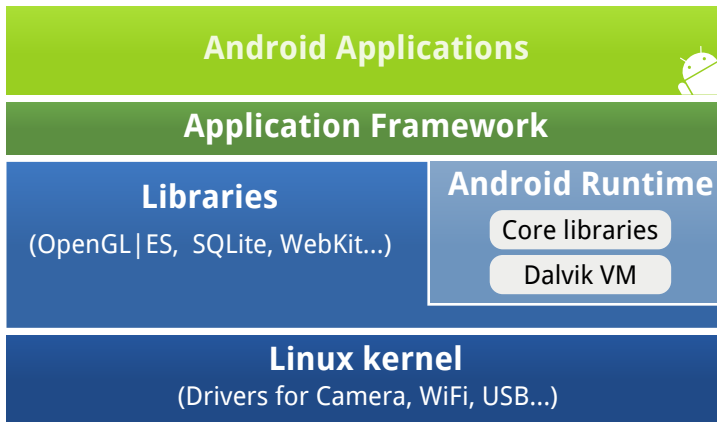 Android Applications
Application Framework
Libraries
(OpenGL|ES, SQLite, WebKit...)
Android Runtime
Core libraries
Dalvik VM
Linux kernel
(Drivers for Camera, WiFi, USB...)